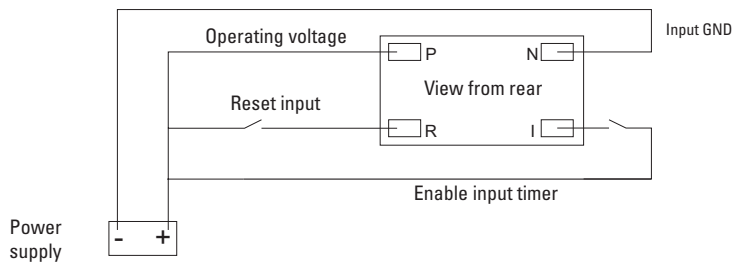 Operating voltage
Input GND
P
N
View from rear
Reset input
R
I
Enable input timer
Power
supply
-
+